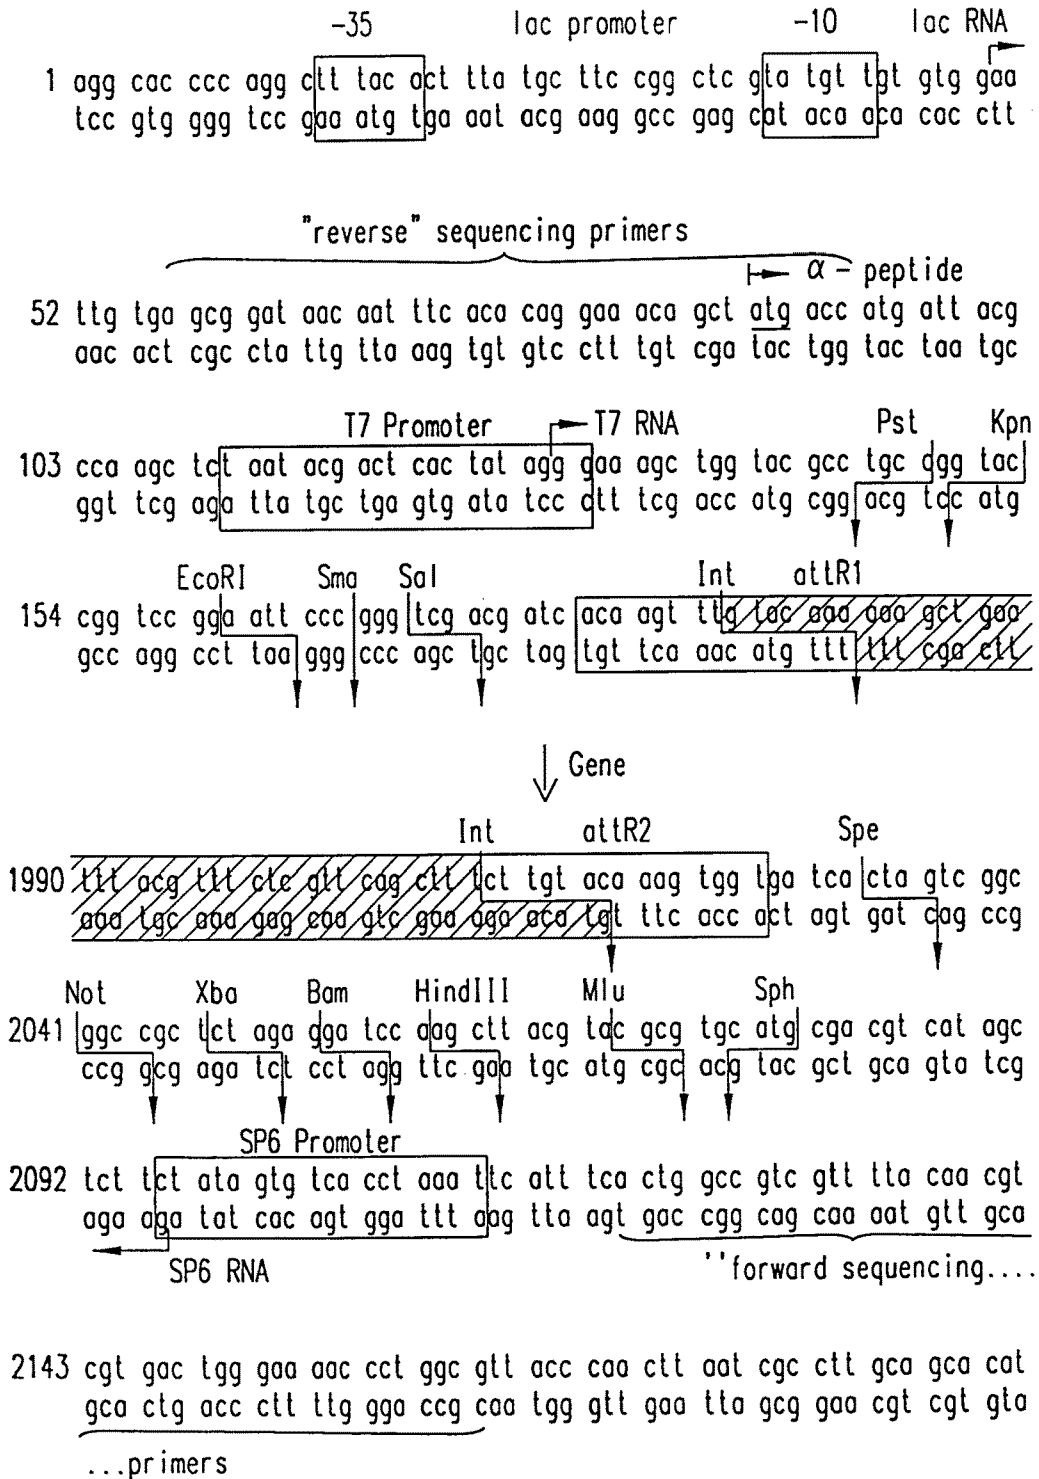 -35 lac promoter -10 lac RNA
1 agg cac ccc agg ctt tac act tta tgc ttc cgg ctc gta tgt tgt gtg gaa
tcc gtg ggg tcc gaa atg tga aat acg aag gcc gag cat aca aca cac ctt
"reverse" sequencing primers
α - peptide
52 ttg tga gcg gat aac aat ttc aca cag gaa aca gct atg acc atg att acg
aac act cgc cta ttg tta aag tgt gtc ctt tgt cga tac tgg tac taa tgc
T7 Promoter T7 RNA Pst Kpn
103 cca agc tct aat acg act cac tat agg gaa agc tgg tac gcc tgc agg tac
ggt tcg aga tta tgc tga gtg ata tcc ctt tcg acc atg cgg acg tcc atg
EcoRI Sma Sal Int attR1
154 cgg tcc gga att ccc ggg tcg acg atc aca agt ttg tac aaa aaa gct gaa
gcc agg cct taa ggg ccc agc tgc tag tgt tca aac atg ttt ttt cga ctt
Gene
Int attR2 Spe
1990 ttt acg ttt ctc gtt cag ctt tct tgt aca aag tgg tga tca cta gtc ggc
aaa tgc aaa gag caa gtc gaa aga aca tgt ttc acc act agt gat cag ccg
Not Xba Bam HindIII Mlu Sph
2041 ggc cgc tct aga gga tcc aag ctt acg tac gcg tgc atg cga cgt cat agc
ccg gcg aga tct cct agg ttc gaa tgc atg cgc acg tac gct gca gta tcg
SP6 Promoter
2092 tct tct ata gtg tca cct aaa ttc att tca ctg gcc gtc gtt tta caa cgt
aga aga tat cac agt gga ttt aag tta agt gac cgg cag caa aat gtt gca
SP6 RNA ''forward sequencing....
2143 cgt gac tgg gaa aac cct ggc gtt acc caa ctt aat cgc ctt gca gca cat
gca ctg acc ctt ttg gga ccg caa tgg gtt gaa tta gcg gaa cgt cgt gta
...primers